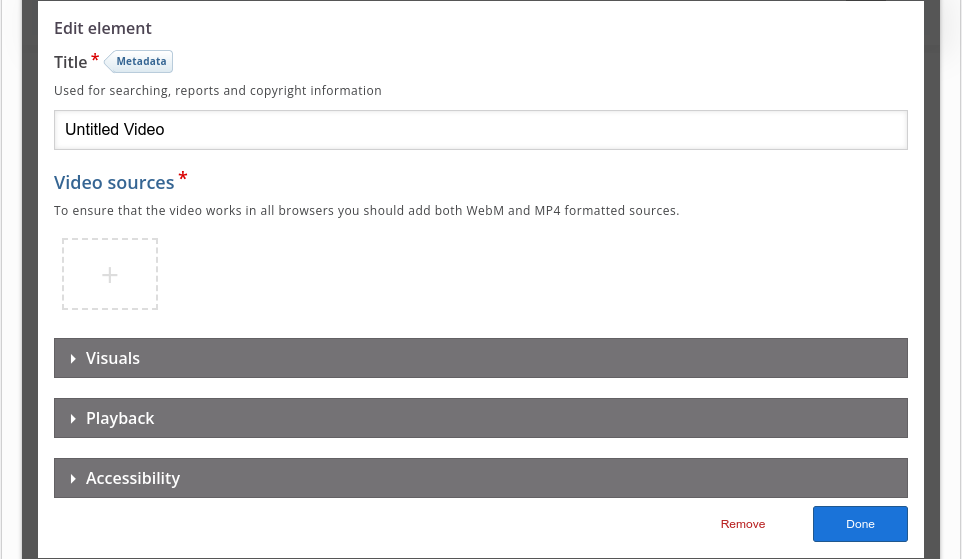 Edit element
Title * Metadata
Used for searching, reports and copyright information
Untitled Video
Video sources *
To ensure that the video works in all browsers you should add both WebM and MP4 formatted sources.
+
Visuals
Playback
Accessibility
Remove Done